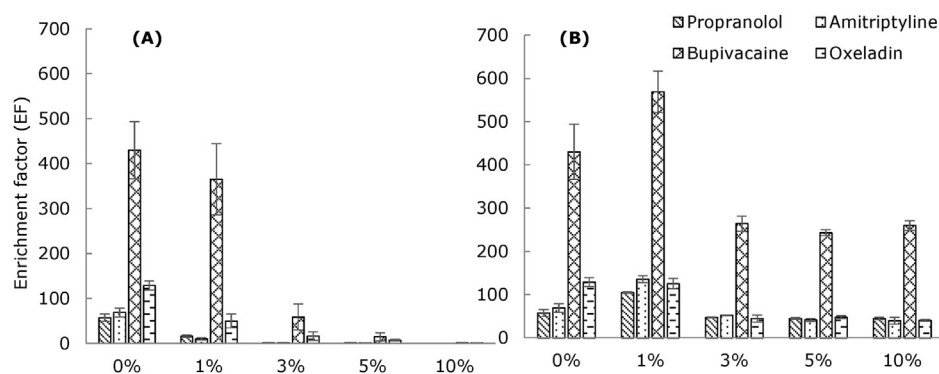 Enrichment factor (EF)
700
600
500
400
300
200
100
0
(A)
0% 1% 3% 5% 10%
700
600
500
400
300
200
100
0
(B)
Propranolol Amitriptyline
Bupivacaine Oxeladin
0% 1% 3% 5% 10%